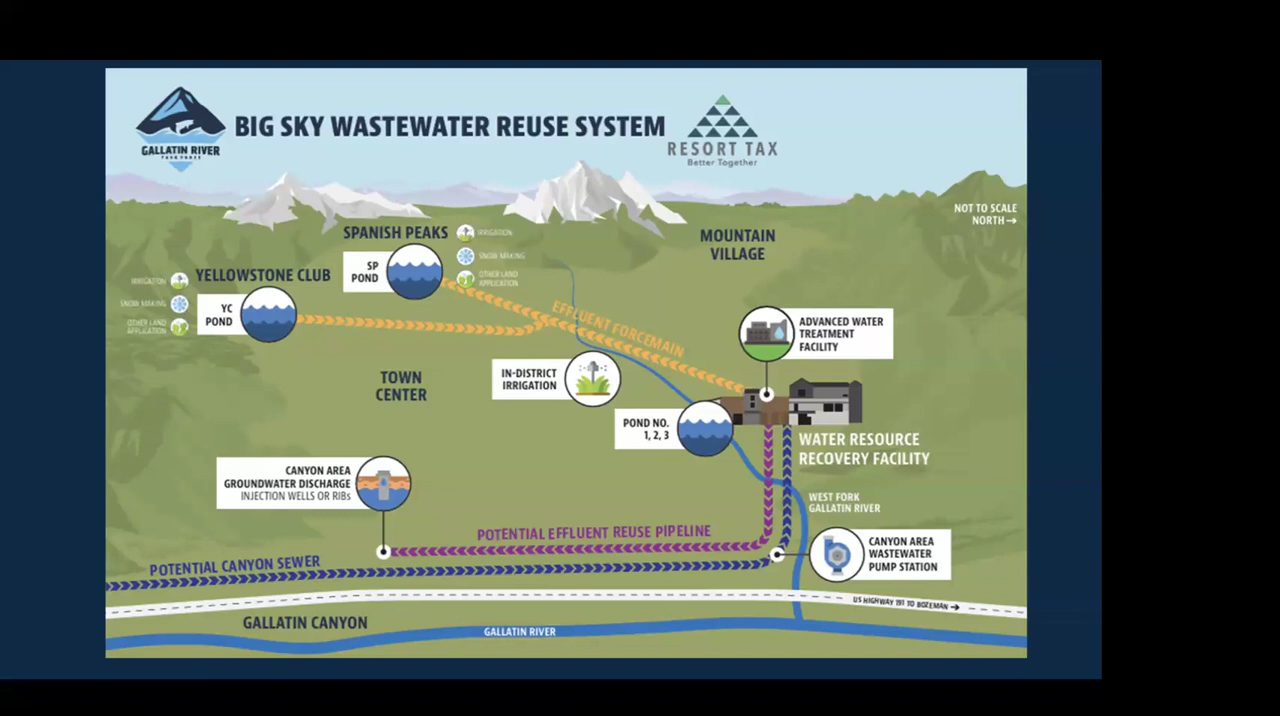 GALLATIN RIVER
TASK FORCE
BIG SKY WASTEWATER REUSE SYSTEM
RESORT TAX
Better Together
NOT TO SCALE
NORTH→
SPANISH PEAKS
SP
POND
IRRIGATION
SNOW MAKING
OTHER LAND
APPLICATION
MOUNTAIN
VILLAGE
YELLOWSTONE CLUB
YC
POND
IRRIGATION
SNOW MAKING
OTHER LAND
APPLICATION
EFFLUENT FORCEMAIN
ADVANCED WATER
TREATMENT
FACILITY
IN-DISTRICT
IRRIGATION
TOWN
CENTER
POND NO.
1, 2, 3
WATER RESOURCE
RECOVERY FACILITY
CANYON AREA
GROUNDWATER DISCHARGE
INJECTION WELLS OR RIBs
WEST FORK
GALLATIN RIVER
POTENTIAL EFFLUENT REUSE PIPELINE
CANYON AREA
WASTEWATER
PUMP STATION
POTENTIAL CANYON SEWER
US HIGHWAY 191 TO BOZEMAN→
GALLATIN CANYON
GALLATIN RIVER